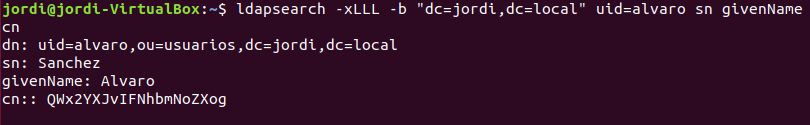 jordi@jordi-VirtualBox:~$ ldapsearch -xLLL -b "dc=jordi,dc=local" uid=alvaro sn givenName
cn
dn: uid=alvaro,ou=usuarios,dc=jordi,dc=local
sn: Sanchez
givenName: Alvaro
cn:: QWx2YXJvIFNhbmNoZXog